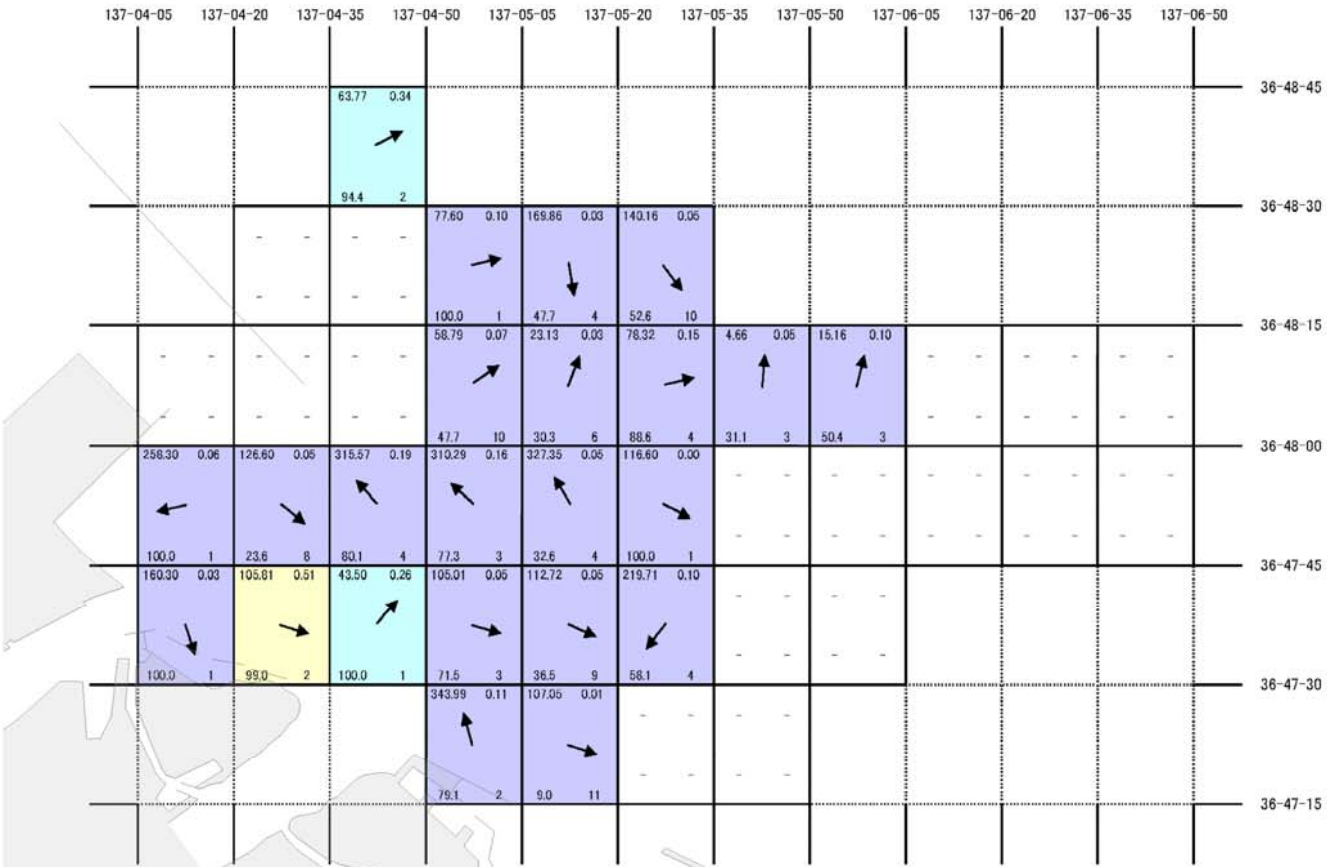 137-04-05 137-04-20 137-04-35 137-04-50 137-05-05 137-05-20 137-05-35 137-05-50 137-06-05 137-06-20 137-06-35 137-06-50
36-48-45
63.77 0.34
94.4 2
36-48-30
77.60 0.10 169.86 0.03 140.16 0.05
- - - -
- - - -
100.0 1 47.7 4 52.6 10
36-48-15
58.79 0.07 23.13 0.03 78.32 0.15 4.66 0.05 15.16 0.10
- - - - - - - - - - - -
- - - - - - - - - - - -
47.7 10 30.3 6 88.6 4 31.1 3 50.4 3
36-48-00
258.30 0.06 126.60 0.05 315.57 0.19 310.29 0.16 327.35 0.05 116.60 0.00
- - - - - - - - - -
- - - - - - - - - -
100.0 1 23.6 8 80.1 4 77.3 3 32.6 4 100.0 1
36-47-45
160.30 0.03 105.81 0.51 43.50 0.26 105.01 0.05 112.72 0.05 219.71 0.10
- - - -
- - - -
100.0 1 99.0 2 100.0 1 71.5 3 36.5 9 58.1 4
36-47-30
343.99 0.11 107.05 0.01
- - - -
- - - -
79.1 2 9.0 11
36-47-15